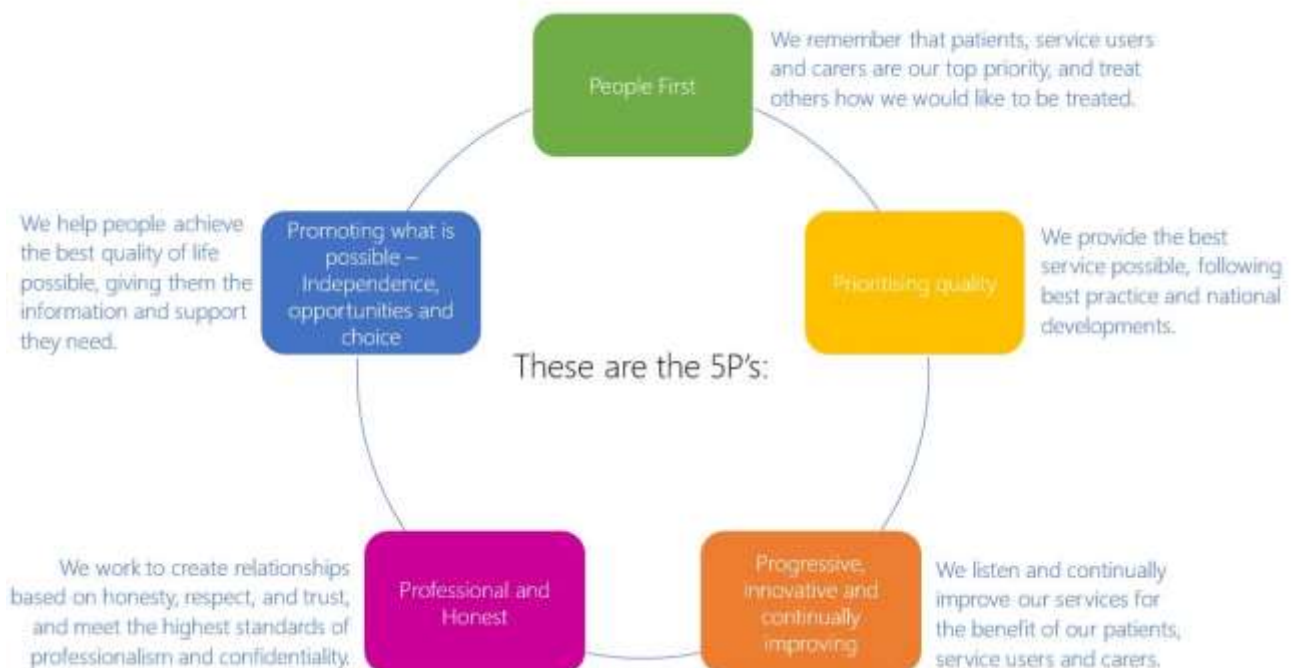 People First
We remember that patients, service users
and carers are our top priority, and treat
others how we would like to be treated.
Prioritising quality
We provide the best
service possible, following
best practice and national
developments.
Progressive,
innovative and
continually
improving
We listen and continually
improve our services for
the benefit of our patients,
service users and carers.
Professional and
Honest
We work to create relationships
based on honesty, respect, and trust,
and meet the highest standards of
professionalism and confidentiality.
Promoting what is
possible –
Independence,
opportunities and
choice
We help people achieve
the best quality of life
possible, giving them the
information and support
they need.
These are the 5P's: